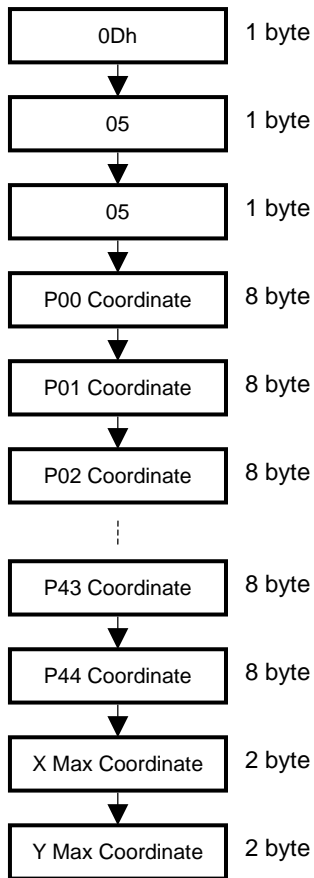 0Dh 1 byte
05 1 byte
05 1 byte
P00 Coordinate 8 byte
P01 Coordinate 8 byte
P02 Coordinate 8 byte
P43 Coordinate 8 byte
P44 Coordinate 8 byte
X Max Coordinate 2 byte
Y Max Coordinate 2 byte